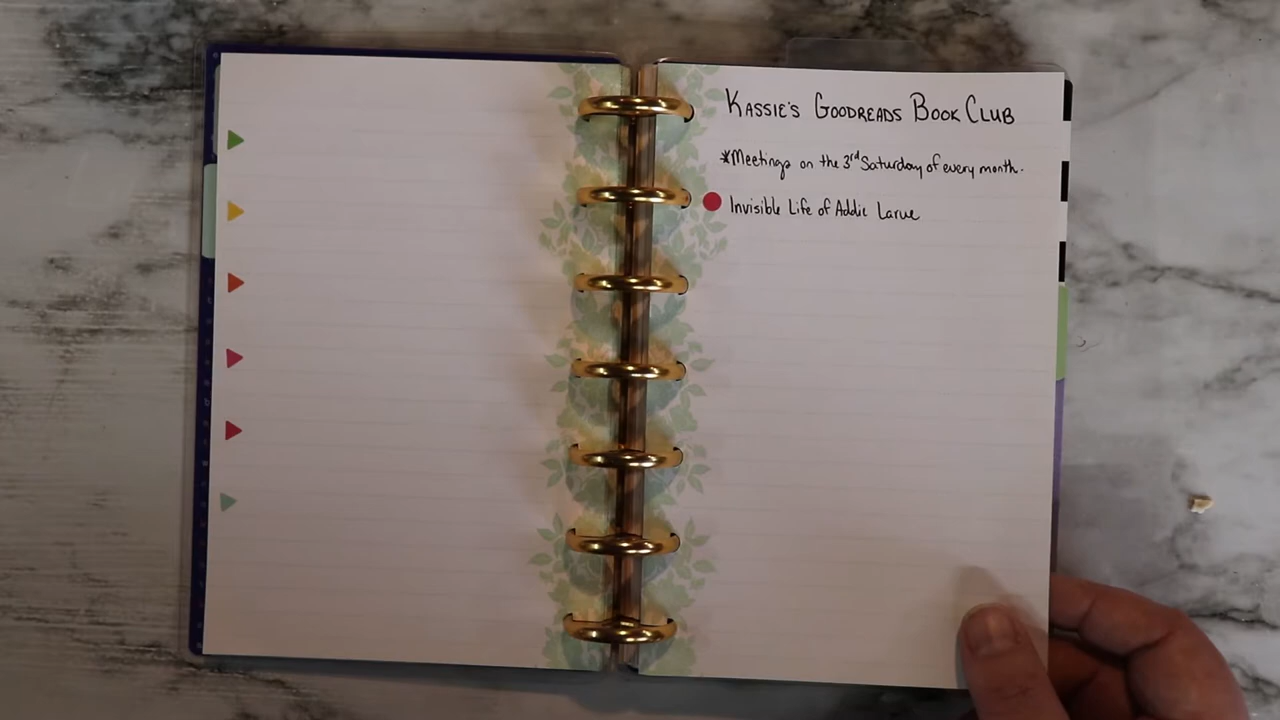 Kassie's Goodreads Book Club
*Meetings on the 3rd Saturday of every month.
Invisible Life of Addie Larue